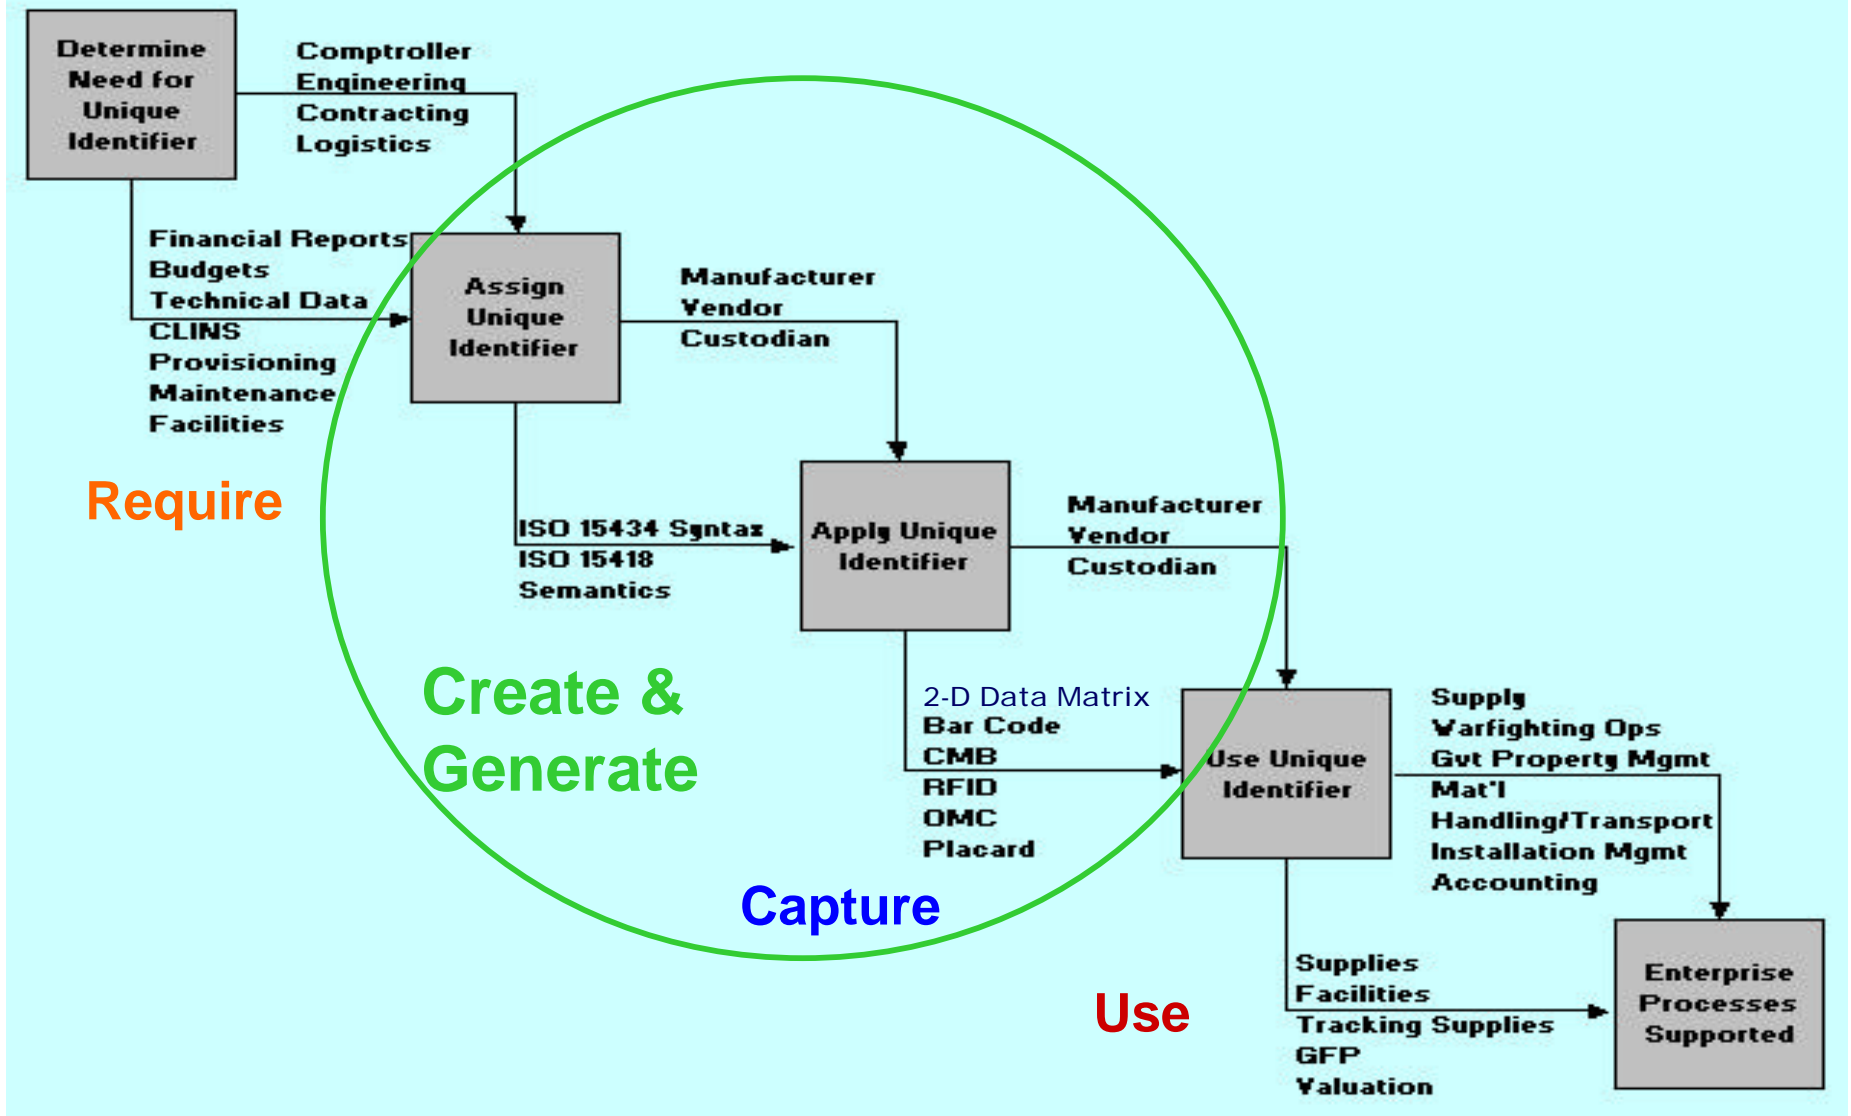 Determine
Need for
Unique
Identifier
Comptroller
Engineering
Contracting
Logistics
Financial Reports
Budgets
Technical Data
CLINS
Provisioning
Maintenance
Facilities
Require
Assign
Unique
Identifier
Manufacturer
Vendor
Custodian
ISO 15434 Syntax
ISO 15418
Semantics
Apply Unique
Identifier
Manufacturer
Vendor
Custodian
Create &
Generate
2-D Data Matrix
Bar Code
CMB
RFID
OMC
Placard
Capture
Use Unique
Identifier
Supply
Warfighting Ops
Gvt Property Mgmt
Mat'l
Handling/Transport
Installation Mgmt
Accounting
Use
Supplies
Facilities
Tracking Supplies
GFP
Valuation
Enterprise
Processes
Supported